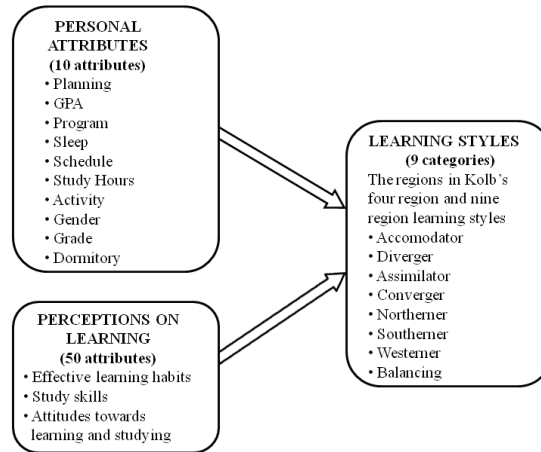 PERSONAL
ATTRIBUTES
(10 attributes)
• Planning
• GPA
• Program
• Sleep
• Schedule
• Study Hours
• Activity
• Gender
• Grade
• Dormitory
PERCEPTIONS ON
LEARNING
(50 attributes)
• Effective learning habits
• Study skills
• Attitudes towards
learning and studying
LEARNING STYLES
(9 categories)
The regions in Kolb's
four region and nine
region learning styles
• Accomodator
• Diverger
• Assimilator
• Converger
• Northerner
• Southerner
• Westerner
• Balancing